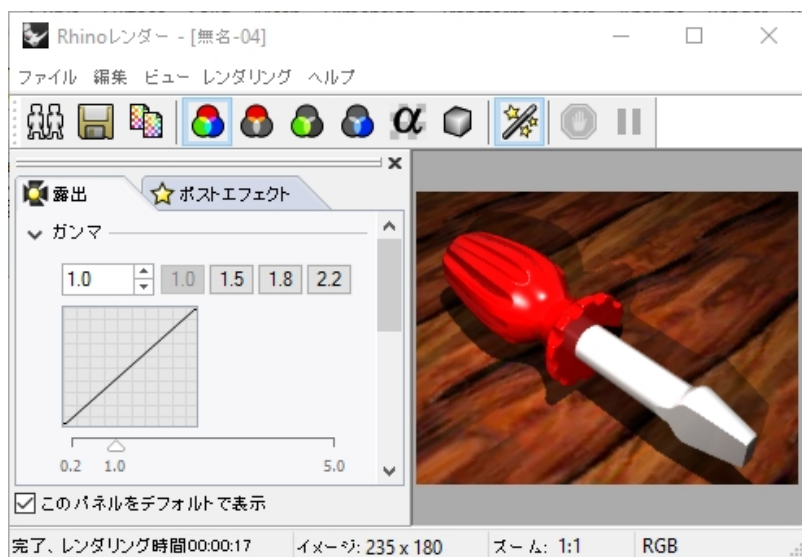 Rhinoレンダー - [無名-04]
ファイル 編集 ビュー レンダリング ヘルプ
α
露出 ポストエフェクト
ガンマ
1.0 1.0 1.5 1.8 2.2
0.2 1.0 5.0
このパネルをデフォルトで表示
完了、レンダリング時間00:00:17 イメージ: 235 x 180 ズーム: 1:1 RGB